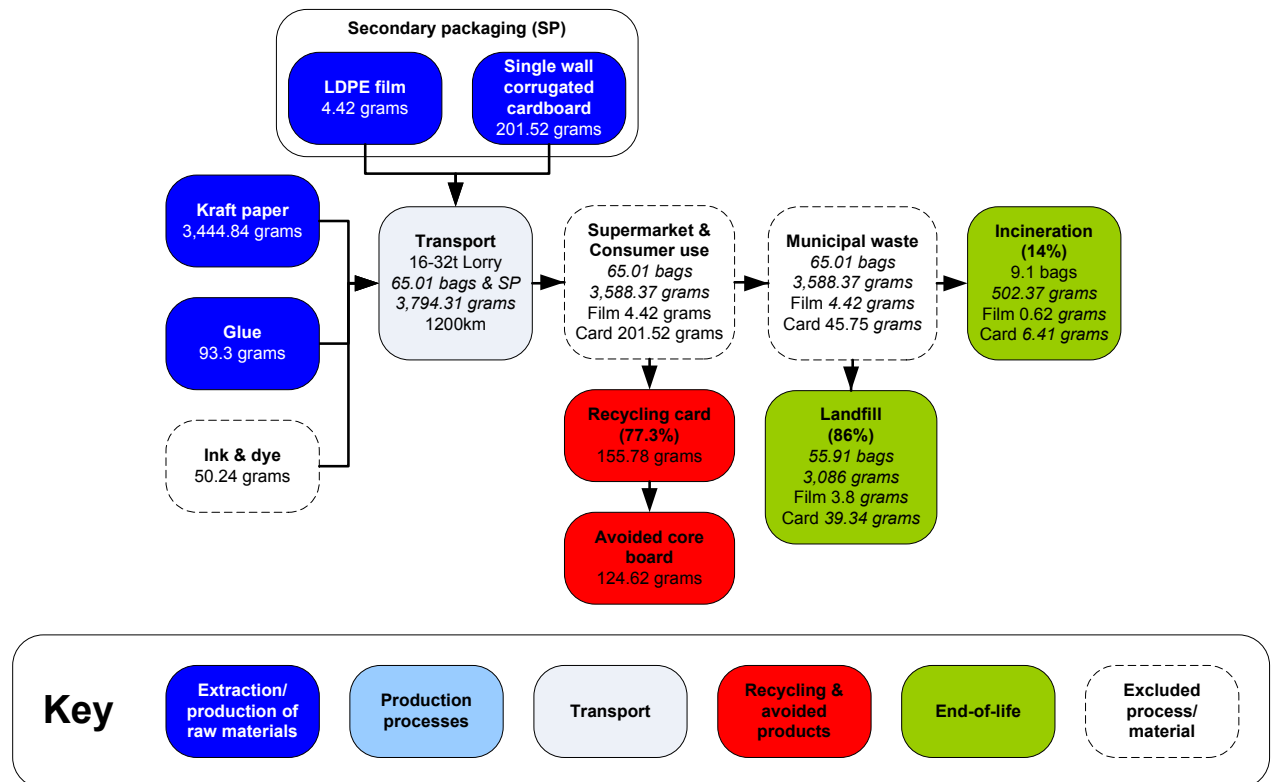 Secondary packaging (SP)
LDPE film
4.42 grams
Single wall
corrugated
cardboard
201.52 grams
Kraft paper
3,444.84 grams
Glue
93.3 grams
Ink & dye
50.24 grams
Transport
16-32t Lorry
65.01 bags & SP
3,794.31 grams
1200km
Supermarket &
Consumer use
65.01 bags
3,588.37 grams
Film 4.42 grams
Card 201.52 grams
Municipal waste
65.01 bags
3,588.37 grams
Film 4.42 grams
Card 45.75 grams
Incineration
(14%)
9.1 bags
502.37 grams
Film 0.62 grams
Card 6.41 grams
Recycling card
(77.3%)
155.78 grams
Landfill
(86%)
55.91 bags
3,086 grams
Film 3.8 grams
Card 39.34 grams
Avoided core
board
124.62 grams
Key
Extraction/
production of
raw materials
Production
processes
Transport
Recycling &
avoided
products
End-of-life
Excluded
process/
material